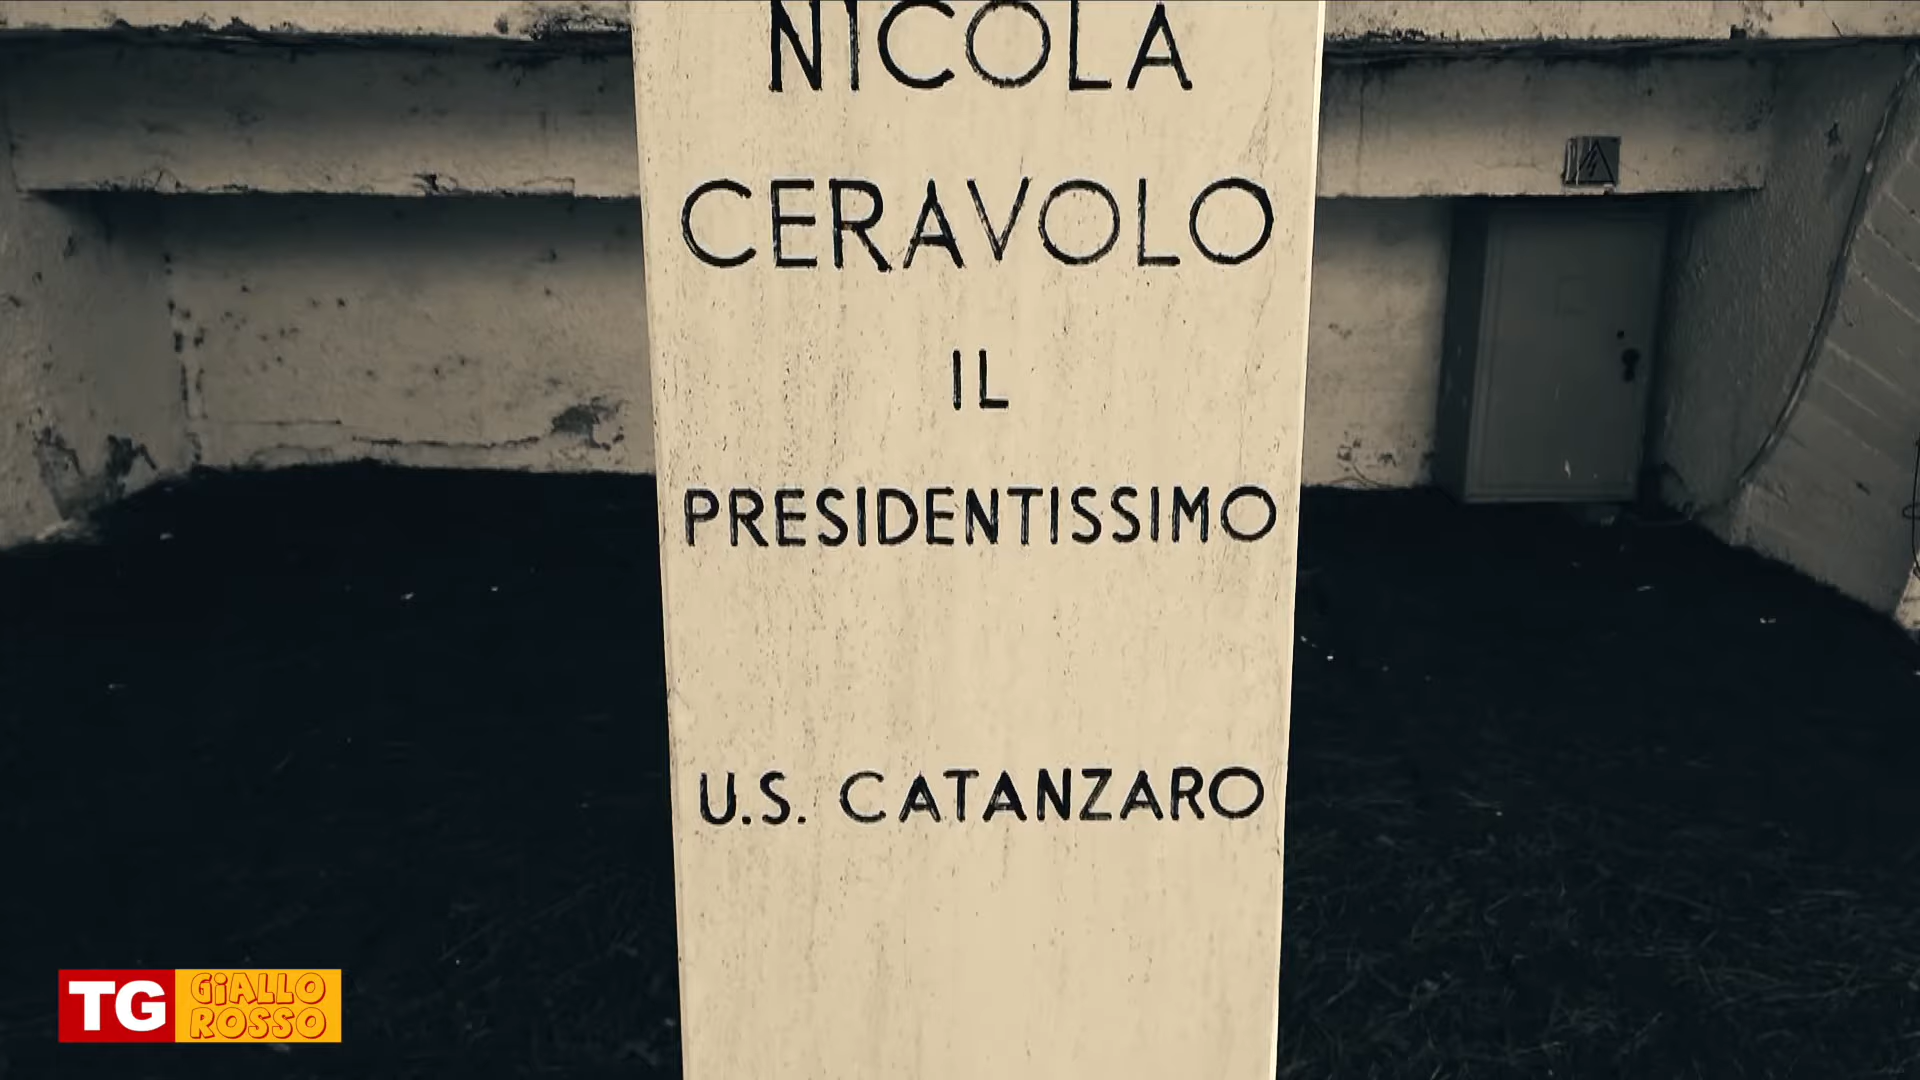 NICOLA
CERAVOLO
IL
PRESIDENTISSIMO
U.S. CATANZARO
TG GiALLO
ROSSO